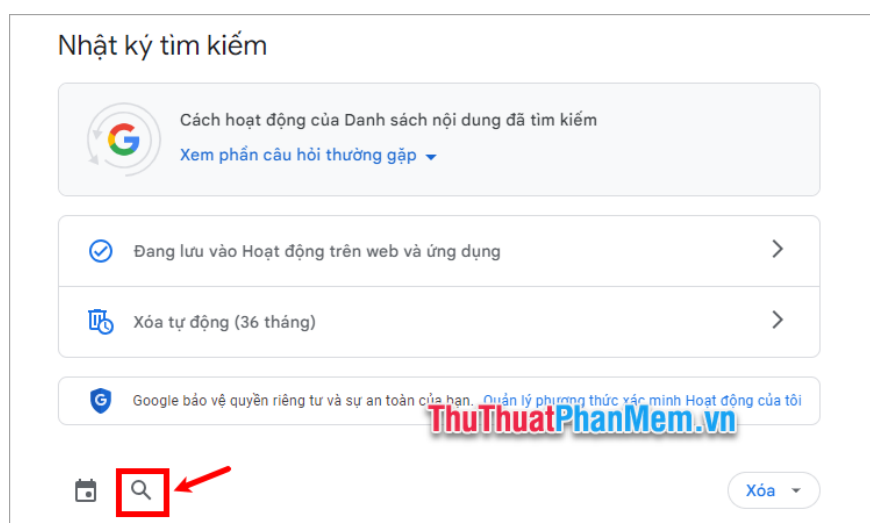 Nhật ký tìm kiếm
Cách hoạt động của Danh sách nội dung đã tìm kiếm
Xem phần câu hỏi thường gặp
Đang lưu vào Hoạt động trên web và ứng dụng
Xóa tự động (36 tháng)
Google bảo vệ quyền riêng tư và sự an toàn của bạn. Quản lý phương thức xác minh Hoạt động của tôi
ThuThuatPhanMem.vn
Xóa